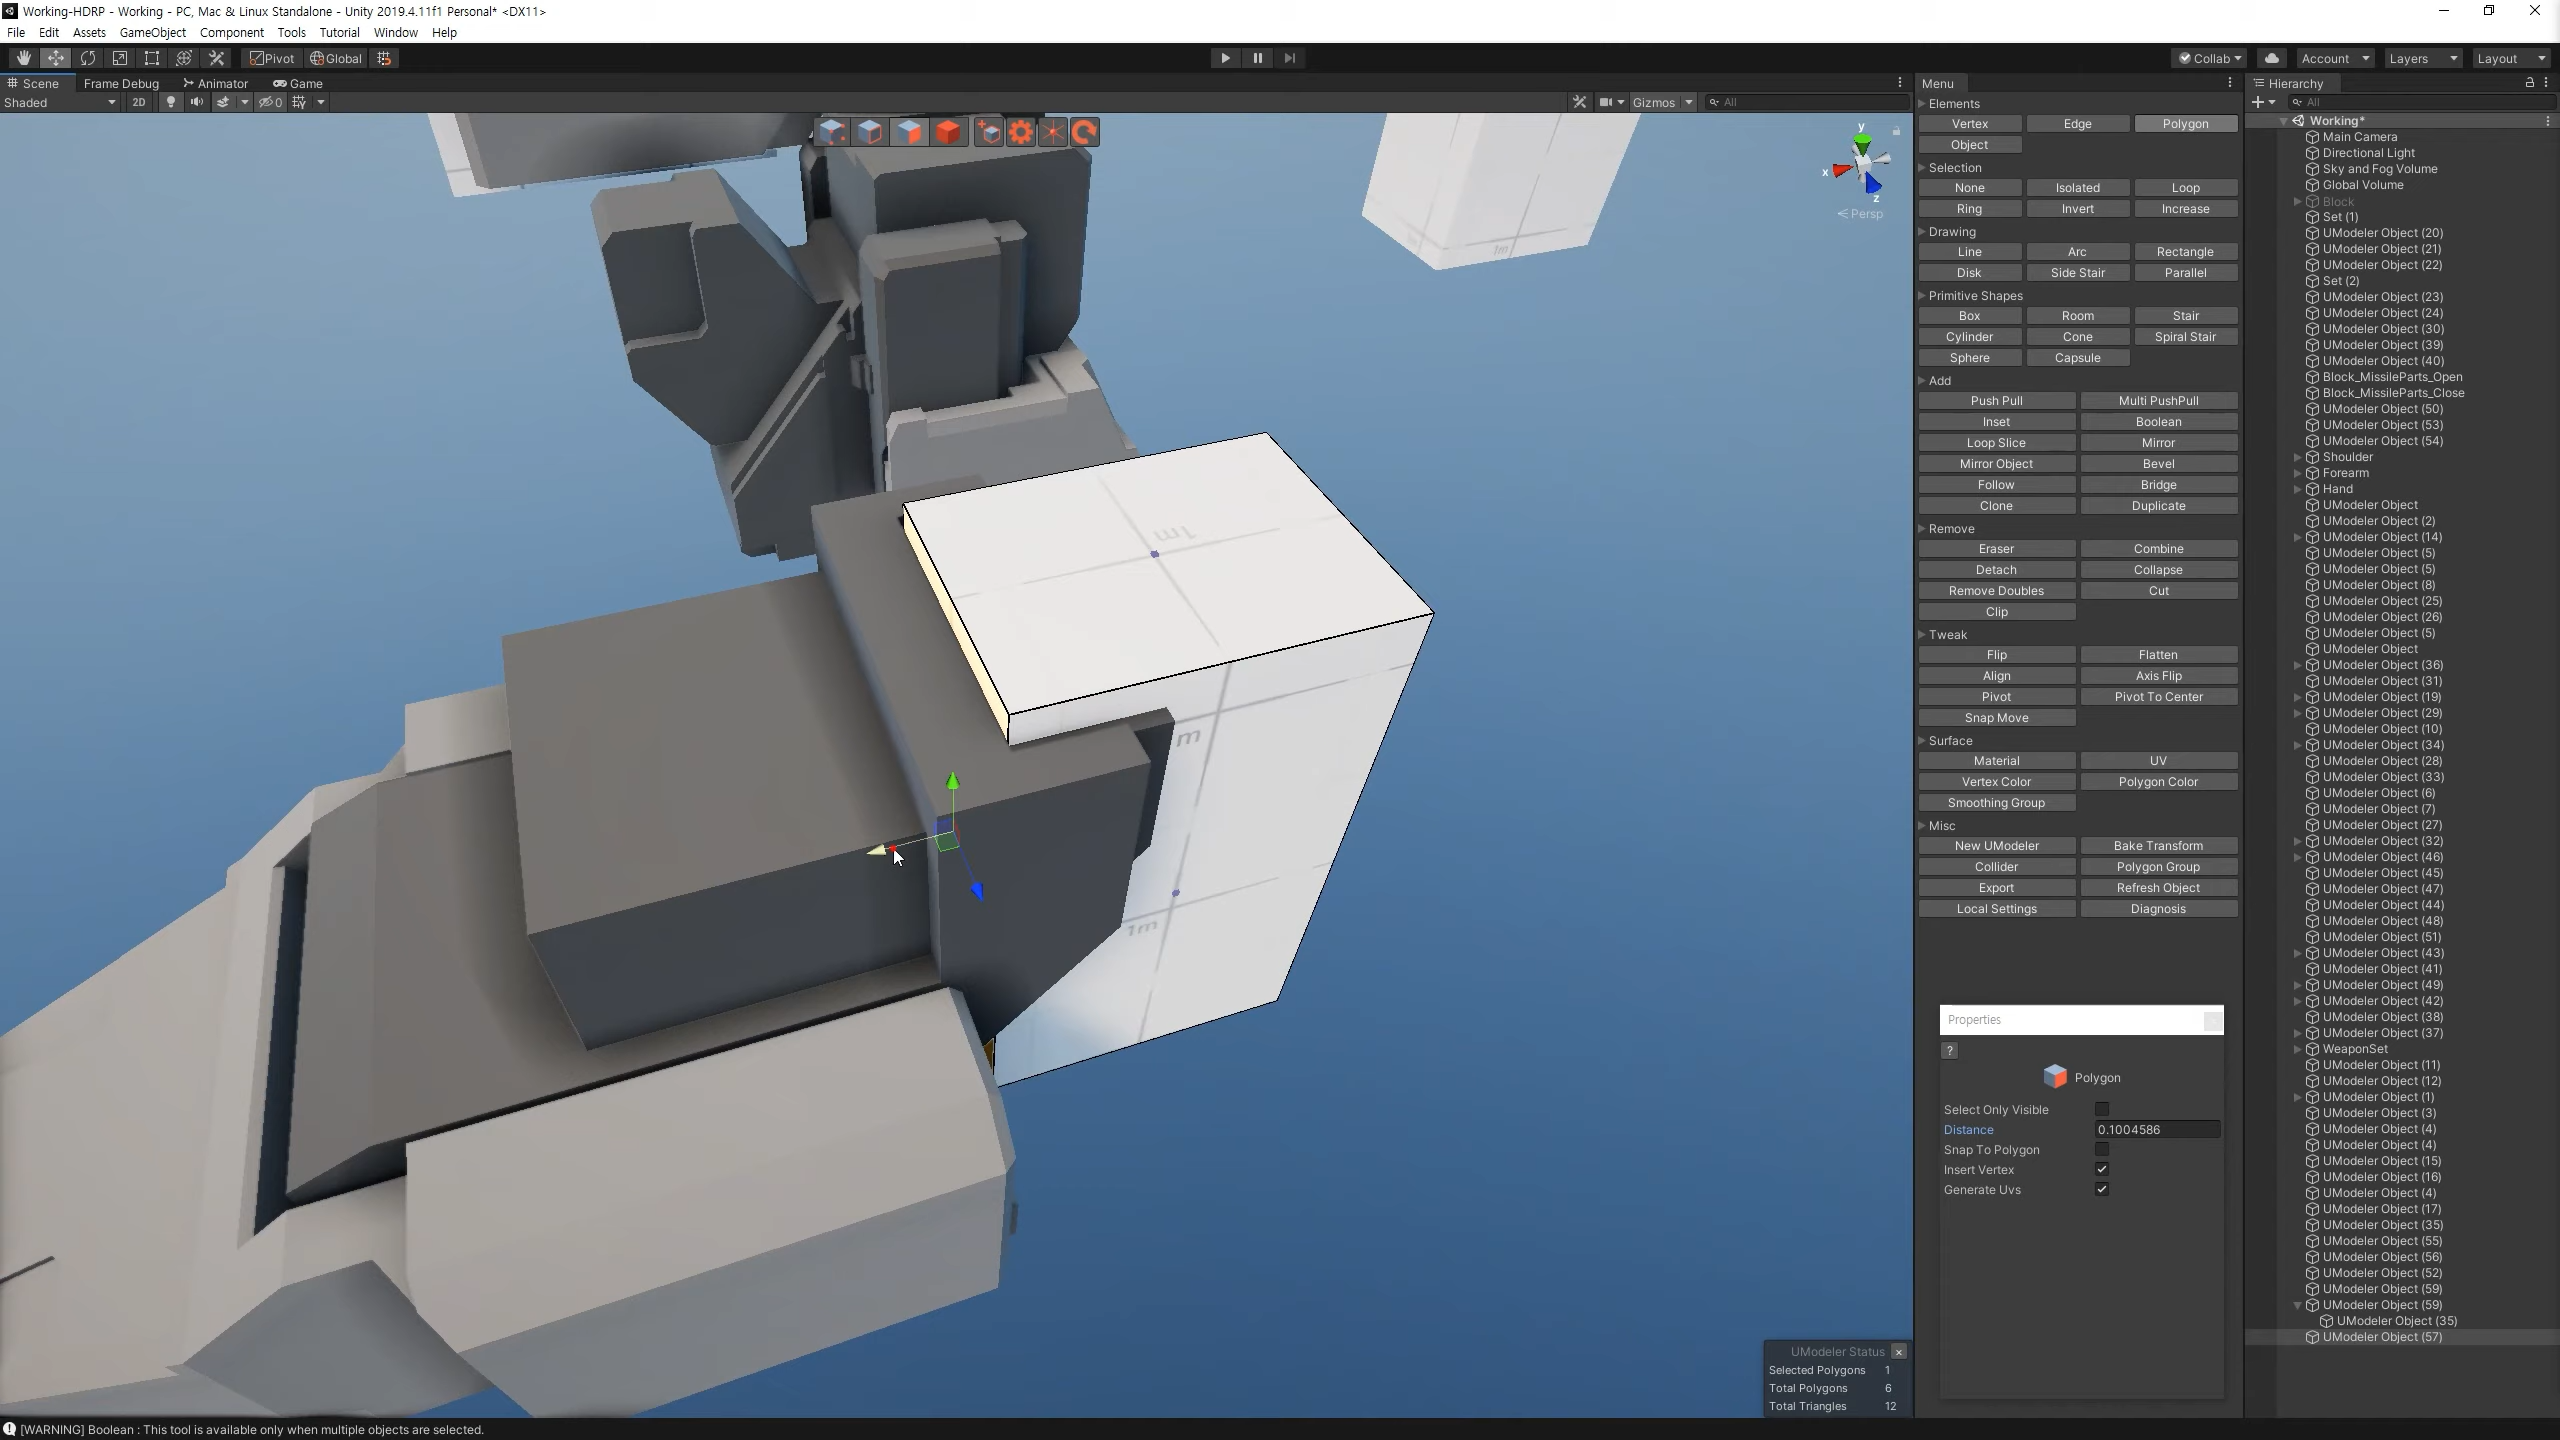 Working-HDRP - Working - PC, Mac & Linux Standalone - Unity 2019.4.11f1 Personal* <DX11>
File Edit Assets GameObject Component Tools Tutorial Window Help
Pivot Global Collab Account Layers Layout
Scene Frame Debug Animator Game
Shaded 2D 0 Gizmos All
y
x
z
Persp
1m
1m
m
1m
Menu
Elements
Vertex Edge Polygon
Object
Selection
None Isolated Loop
Ring Invert Increase
Drawing
Line Arc Rectangle
Disk Side Stair Parallel
Primitive Shapes
Box Room Stair
Cylinder Cone Spiral Stair
Sphere Capsule
Add
Push Pull Multi PushPull
Inset Boolean
Loop Slice Mirror
Mirror Object Bevel
Follow Bridge
Clone Duplicate
Remove
Eraser Combine
Detach Collapse
Remove Doubles Cut
Clip
Tweak
Flip Flatten
Align Axis Flip
Pivot Pivot To Center
Snap Move
Surface
Material UV
Vertex Color Polygon Color
Smoothing Group
Misc
New UModeler Bake Transform
Collider Polygon Group
Export Refresh Object
Local Settings Diagnosis
Properties
?
Polygon
Select Only Visible
Distance 0.1004586
Snap To Polygon
Insert Vertex
Generate Uvs
UModeler Status
Selected Polygons 1
Total Polygons 6
Total Triangles 12
Hierarchy
All
Working*
Main Camera
Directional Light
Sky and Fog Volume
Global Volume
Block
Set (1)
UModeler Object (20)
UModeler Object (21)
UModeler Object (22)
Set (2)
UModeler Object (23)
UModeler Object (24)
UModeler Object (30)
UModeler Object (39)
UModeler Object (40)
Block_MissileParts_Open
Block_MissileParts_Close
UModeler Object (50)
UModeler Object (53)
UModeler Object (54)
Shoulder
Forearm
Hand
UModeler Object
UModeler Object (2)
UModeler Object (14)
UModeler Object (5)
UModeler Object (5)
UModeler Object (8)
UModeler Object (25)
UModeler Object (26)
UModeler Object (5)
UModeler Object
UModeler Object (36)
UModeler Object (31)
UModeler Object (19)
UModeler Object (29)
UModeler Object (10)
UModeler Object (34)
UModeler Object (28)
UModeler Object (33)
UModeler Object (6)
UModeler Object (7)
UModeler Object (27)
UModeler Object (32)
UModeler Object (46)
UModeler Object (45)
UModeler Object (47)
UModeler Object (44)
UModeler Object (48)
UModeler Object (51)
UModeler Object (43)
UModeler Object (41)
UModeler Object (49)
UModeler Object (42)
UModeler Object (38)
UModeler Object (37)
WeaponSet
UModeler Object (11)
UModeler Object (12)
UModeler Object (1)
UModeler Object (3)
UModeler Object (4)
UModeler Object (4)
UModeler Object (15)
UModeler Object (16)
UModeler Object (4)
UModeler Object (17)
UModeler Object (35)
UModeler Object (55)
UModeler Object (56)
UModeler Object (52)
UModeler Object (59)
UModeler Object (59)
UModeler Object (35)
UModeler Object (57)
[WARNING] Boolean : This tool is available only when multiple objects are selected.